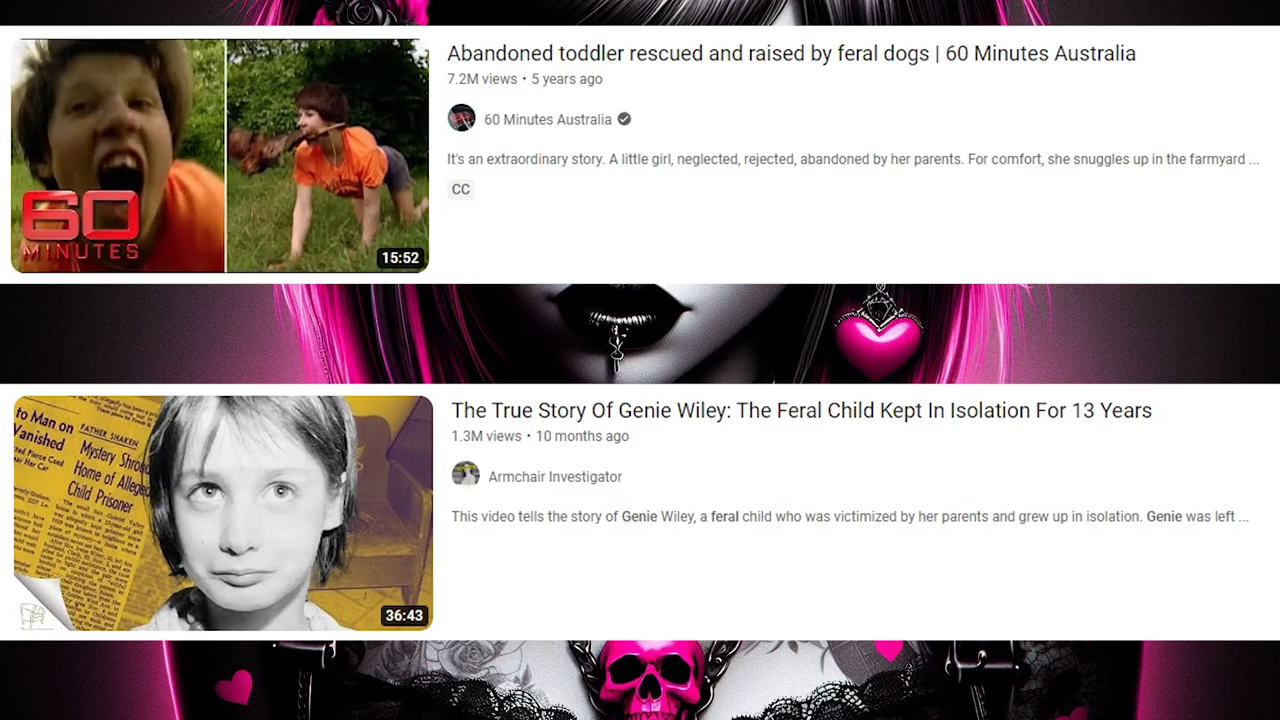 Abandoned toddler rescued and raised by feral dogs | 60 Minutes Australia
7.2M views • 5 years ago
60 Minutes Australia
It's an extraordinary story. A little girl, neglected, rejected, abandoned by her parents. For comfort, she snuggles up in the farmyard ...
CC
60
MINUTES
15:52
The True Story Of Genie Wiley: The Feral Child Kept In Isolation For 13 Years
1.3M views • 10 months ago
Armchair Investigator
This video tells the story of Genie Wiley, a feral child who was victimized by her parents and grew up in isolation. Genie was left ...
to Man on
Vanished
FATHER SHAKEN
Mystery Shro
Home of Alleged
Child Prisoner
36:43